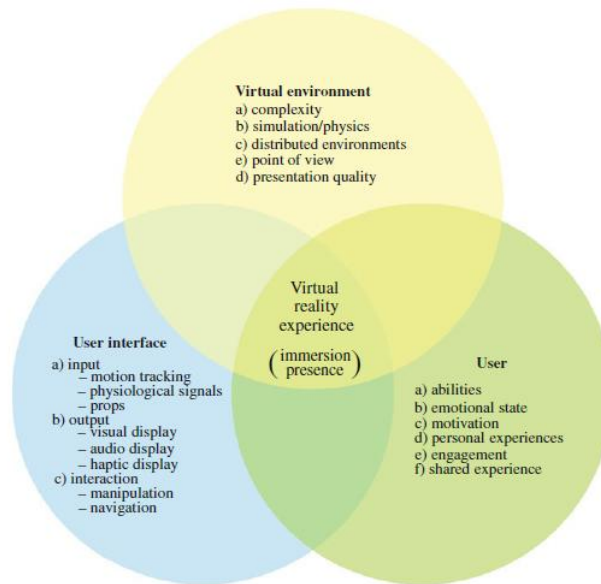 Virtual environment
a) complexity
b) simulation/physics
c) distributed environments
e) point of view
d) presentation quality
Virtual
reality
experience
(immersion
presence)
User interface
a) input
– motion tracking
– physiological signals
– props
b) output
– visual display
– audio display
– haptic display
c) interaction
– manipulation
– navigation
User
a) abilities
b) emotional state
c) motivation
d) personal experiences
e) engagement
f) shared experience